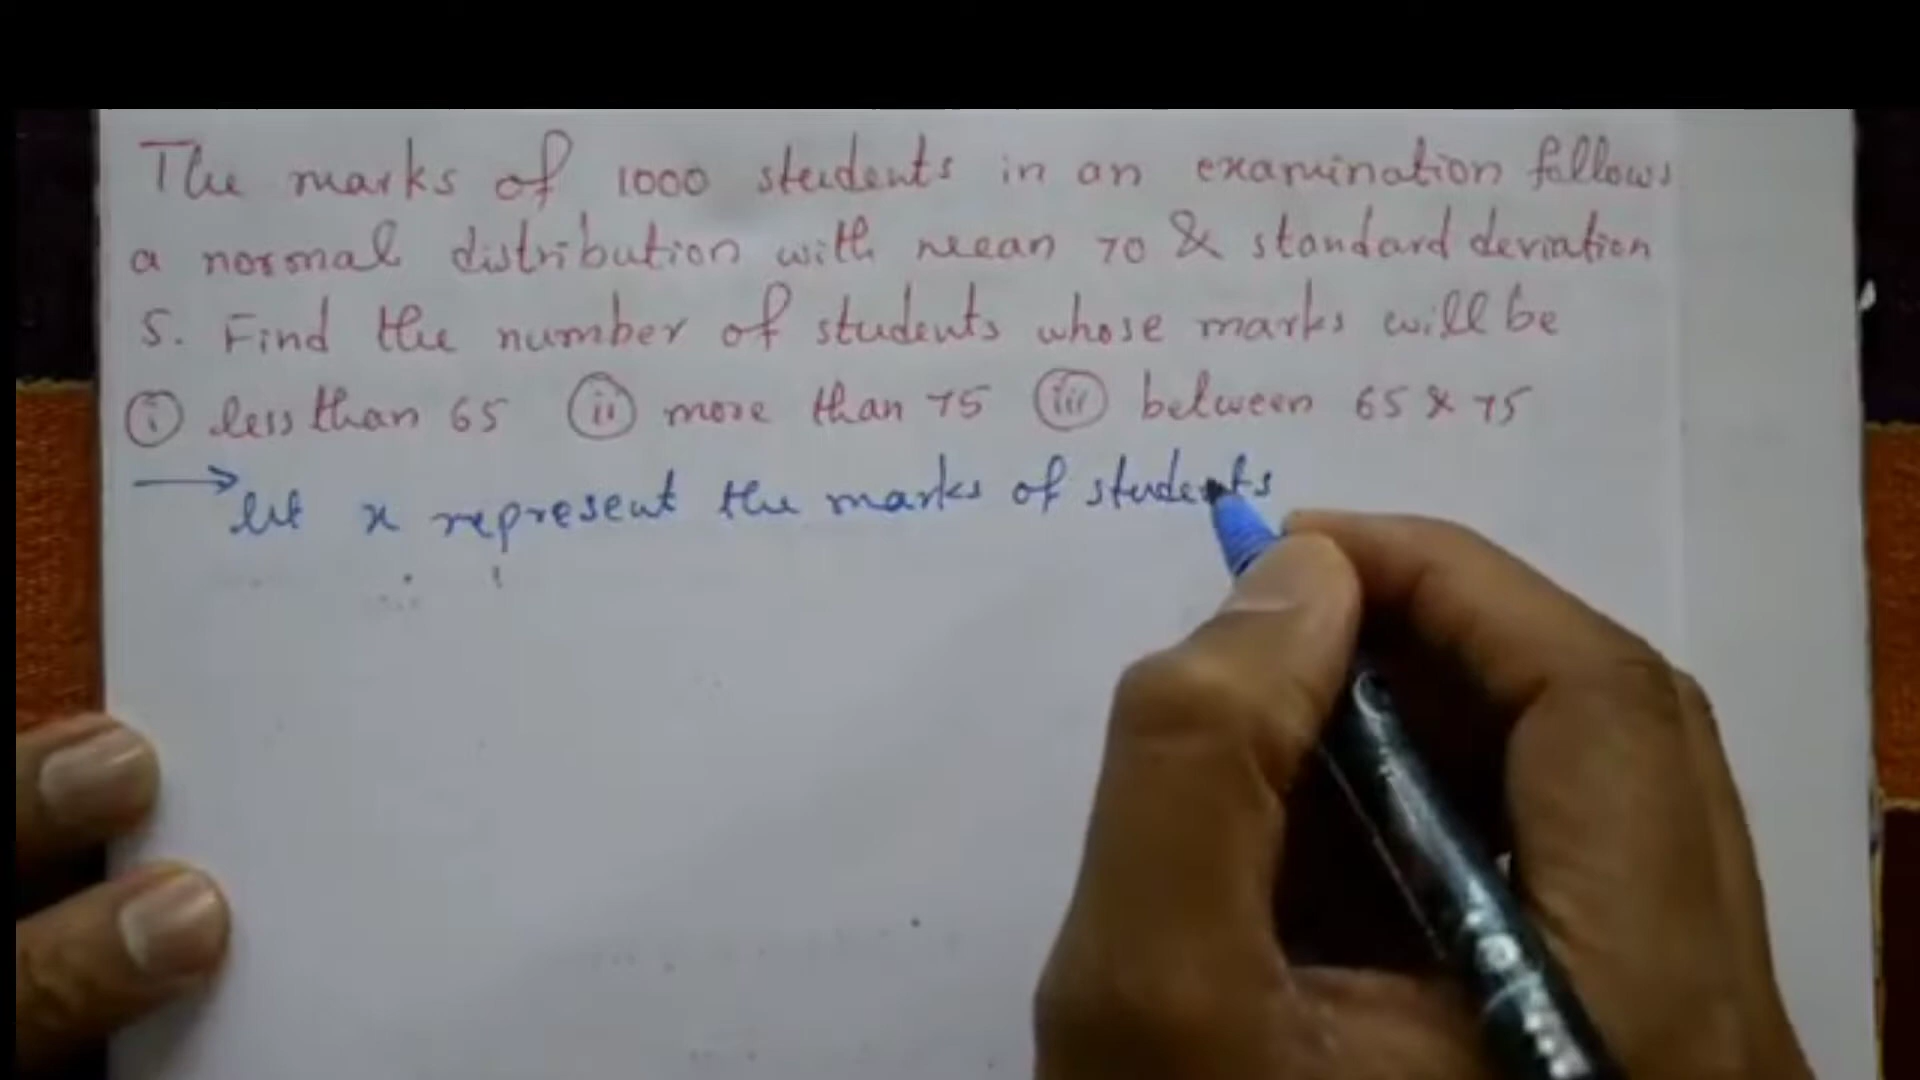 The marks of 1000 students in an examination follows
a normal distribution with mean 70 & standard deviation
5. Find the number of students whose marks will be
(i) less than 65 (ii) more than 75 (iii) between 65 & 75
→ let x represent the marks of students